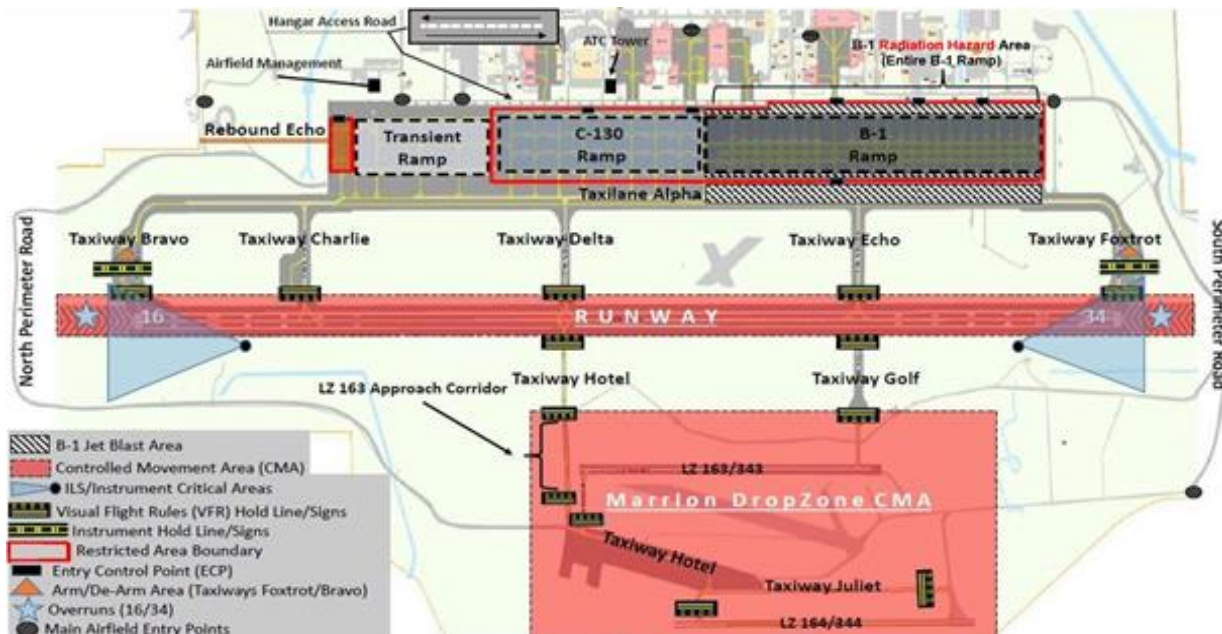 Hangar Access Road
ATC Tower
B-1 Radiation Hazard Area
(Entire B-1 Ramp)
Airfield Management
Rebound Echo
Transient
Ramp
C-130
Ramp
B-1
Ramp
Taxilane Alpha
Taxiway Bravo
Taxiway Charlie
Taxiway Delta
Taxiway Echo
Taxiway Foxtrot
North Perimeter Road
South Perimeter Road
16
RUNWAY
34
LZ 163 Approach Corridor
Taxiway Hotel
Taxiway Golf
LZ 163/343
Marrion DropZone CMA
Taxiway Hotel
Taxiway Juliet
LZ 164/344
B-1 Jet Blast Area
Controlled Movement Area (CMA)
ILS/Instrument Critical Areas
Visual Flight Rules (VFR) Hold Line/Signs
Instrument Hold Line/Signs
Restricted Area Boundary
Entry Control Point (ECP)
Arm/De-Arm Area (Taxiways Foxtrot/Bravo)
Overruns (16/34)
Main Airfield Entry Points